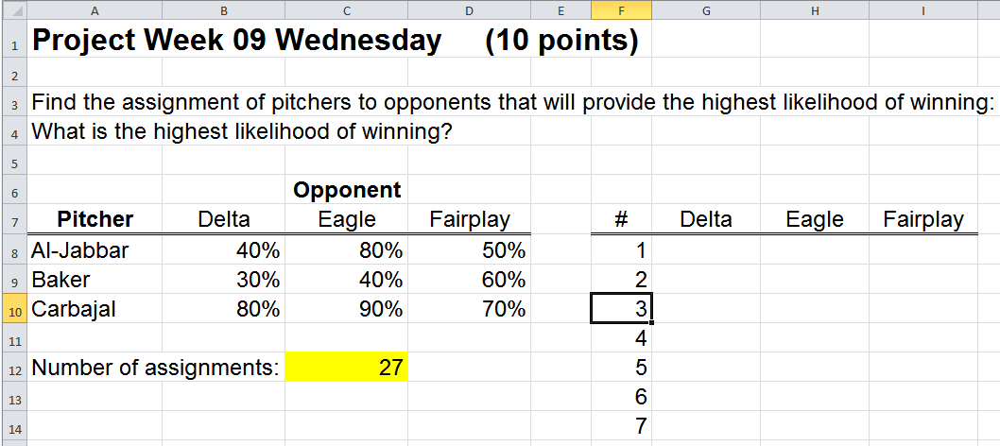 A B C D E F G H I
1 Project Week 09 Wednesday (10 points)
2
3 Find the assignment of pitchers to opponents that will provide the highest likelihood of winning:
4 What is the highest likelihood of winning?
5
6 Opponent
7 Pitcher Delta Eagle Fairplay # Delta Eagle Fairplay
8 Al-Jabbar 40% 80% 50% 1
9 Baker 30% 40% 60% 2
10 Carbajal 80% 90% 70% 3
11 4
12 Number of assignments: 27 5
13 6
14 7